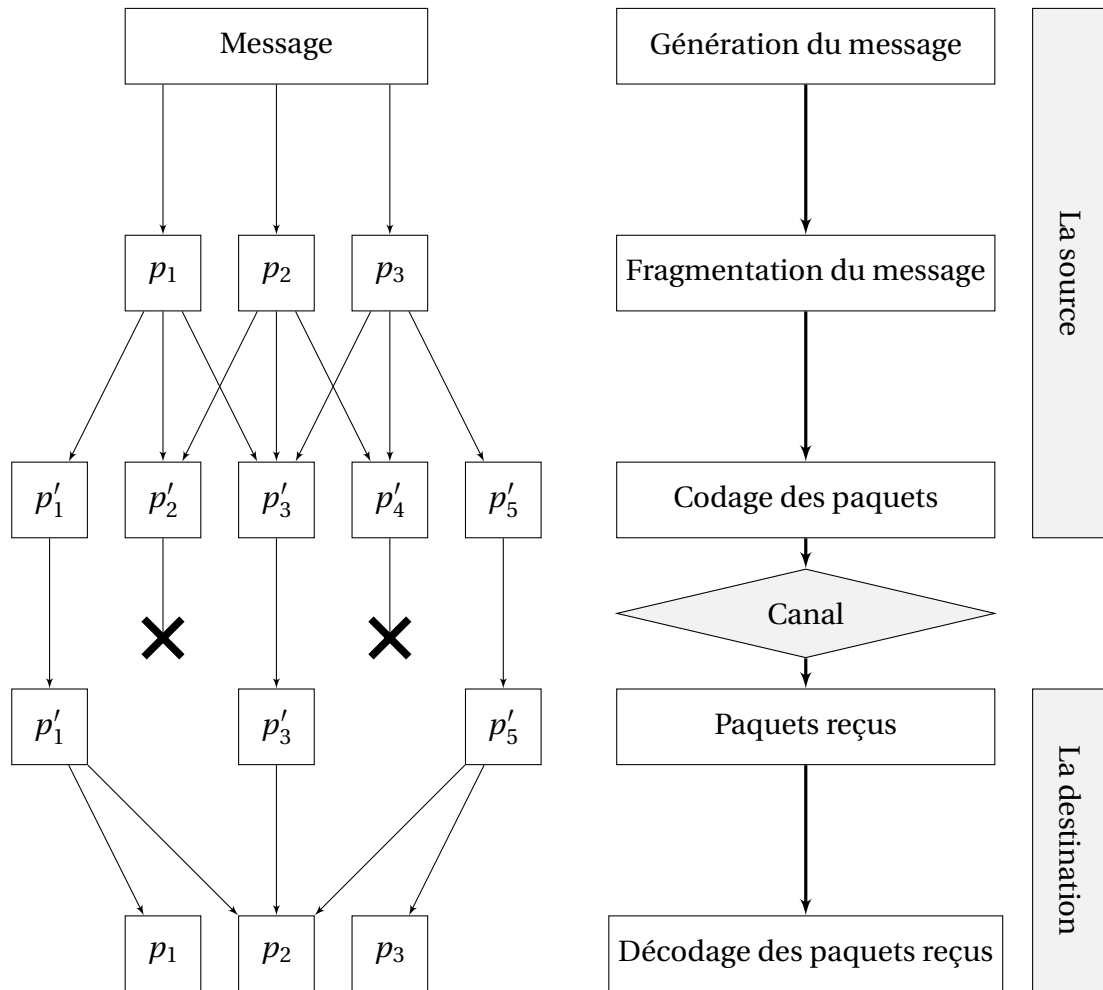 Message
Génération du message
La source
p₁ p₂ p₃
Fragmentation du message
p′₁ p′₂ p′₃ p′₄ p′₅
Codage des paquets
Canal
p′₁ p′₃ p′₅
Paquets reçus
La destination
p₁ p₂ p₃
Décodage des paquets reçus